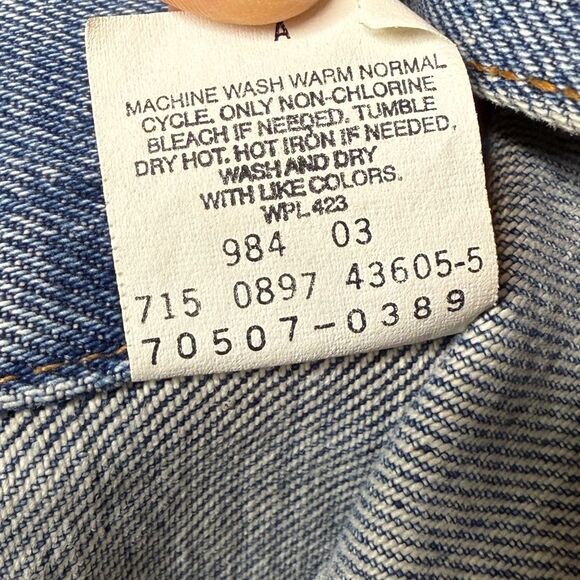 A
MACHINE WASH WARM NORMAL
CYCLE. ONLY NON-CHLORINE
BLEACH IF NEEDED. TUMBLE
DRY HOT. HOT IRON IF NEEDED.
WASH AND DRY
WITH LIKE COLORS.
WPL 423
984 03
715 0897 43605-5
70507-0389